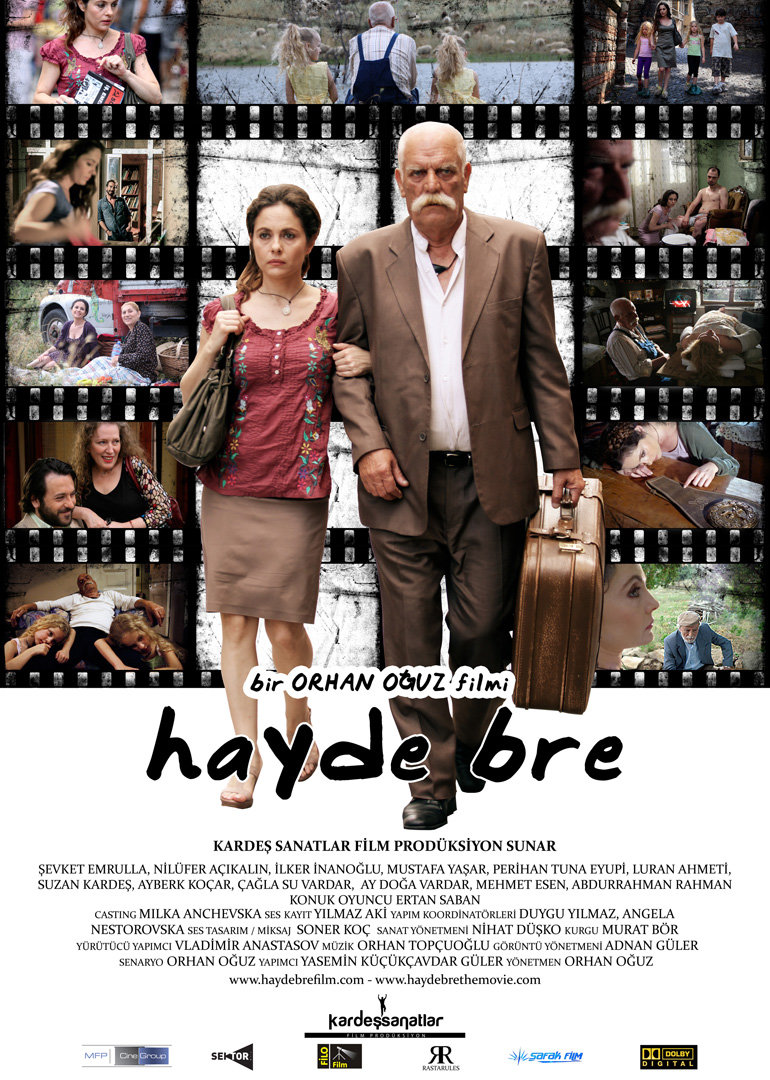 bir ORHAN OĞUZ filmi
hayde bre
KARDEŞ SANATLAR FİLM PRODÜKSİYON SUNAR
ŞEVKET EMRULLA, NİLÜFER AÇIKALIN, İLKER İNANOĞLU, MUSTAFA YAŞAR, PERİHAN TUNA EYUPİ, LURAN AHMETİ,
SUZAN KARDEŞ, AYBERK KOÇAR, ÇAĞLA SU VARDAR, AY DOĞA VARDAR, MEHMET ESEN, ABDURRAHMAN RAHMAN
KONUK OYUNCU ERTAN SABAN
CASTING MILKA ANCHEVSKA SES KAYIT YILMAZ AKİ YAPIM KOORDİNATÖRLERİ DUYGU YILMAZ, ANGELA
NESTOROVSKA SES TASARIM / MİKSAJ SONER KOÇ SANAT YÖNETMENİ NİHAT DÜŞKO KURGU MURAT BÖR
YÜRÜTÜCÜ YAPIMCI VLADİMİR ANASTASOV MÜZİK ORHAN TOPÇUOĞLU GÖRÜNTÜ YÖNETMENİ ADNAN GÜLER
SENARYO ORHAN OĞUZ YAPIMCI YASEMİN KÜÇÜKÇAVDAR GÜLER YÖNETMEN ORHAN OĞUZ
www.haydebrefilm.com - www.haydebrethemovie.com
kardeşsanatlar
FİLM PRODÜKSİYON
MFP Cine Group
SEKTOR
FİLO Film
RR
RASTARULES
ŞAFAK FİLM
DOLBY
DIGITAL